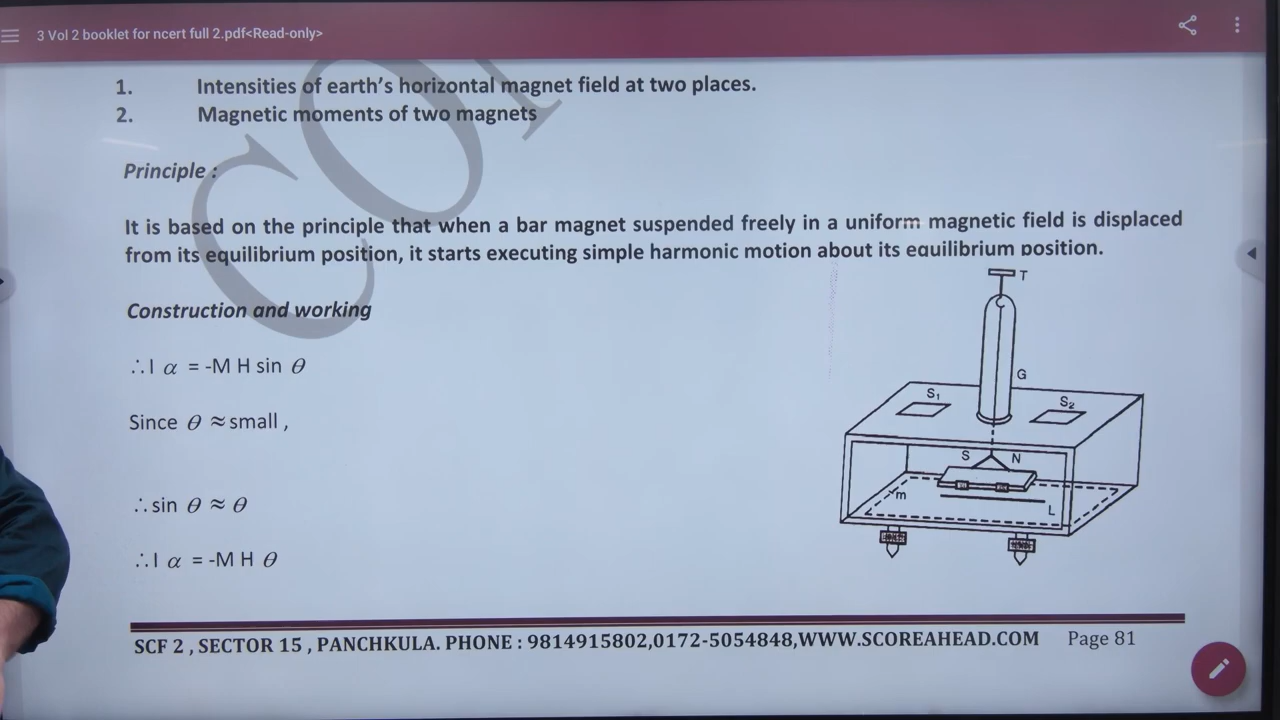 3 Vol 2 booklet for ncert full 2.pdf<Read-only>
1. Intensities of earth's horizontal magnet field at two places.
2. Magnetic moments of two magnets
Principle :
It is based on the principle that when a bar magnet suspended freely in a uniform magnetic field is displaced
from its equilibrium position, it starts executing simple harmonic motion about its equilibrium position.
T
Construction and working
∴ I α = -M H sin θ
G
S₁
S₂
Since θ ≈ small ,
S N
m
L
∴ sin θ ≈ θ
∴ I α = -M H θ
SCF 2 , SECTOR 15 , PANCHKULA. PHONE : 9814915802,0172-5054848,WWW.SCOREAHEAD.COM Page 81